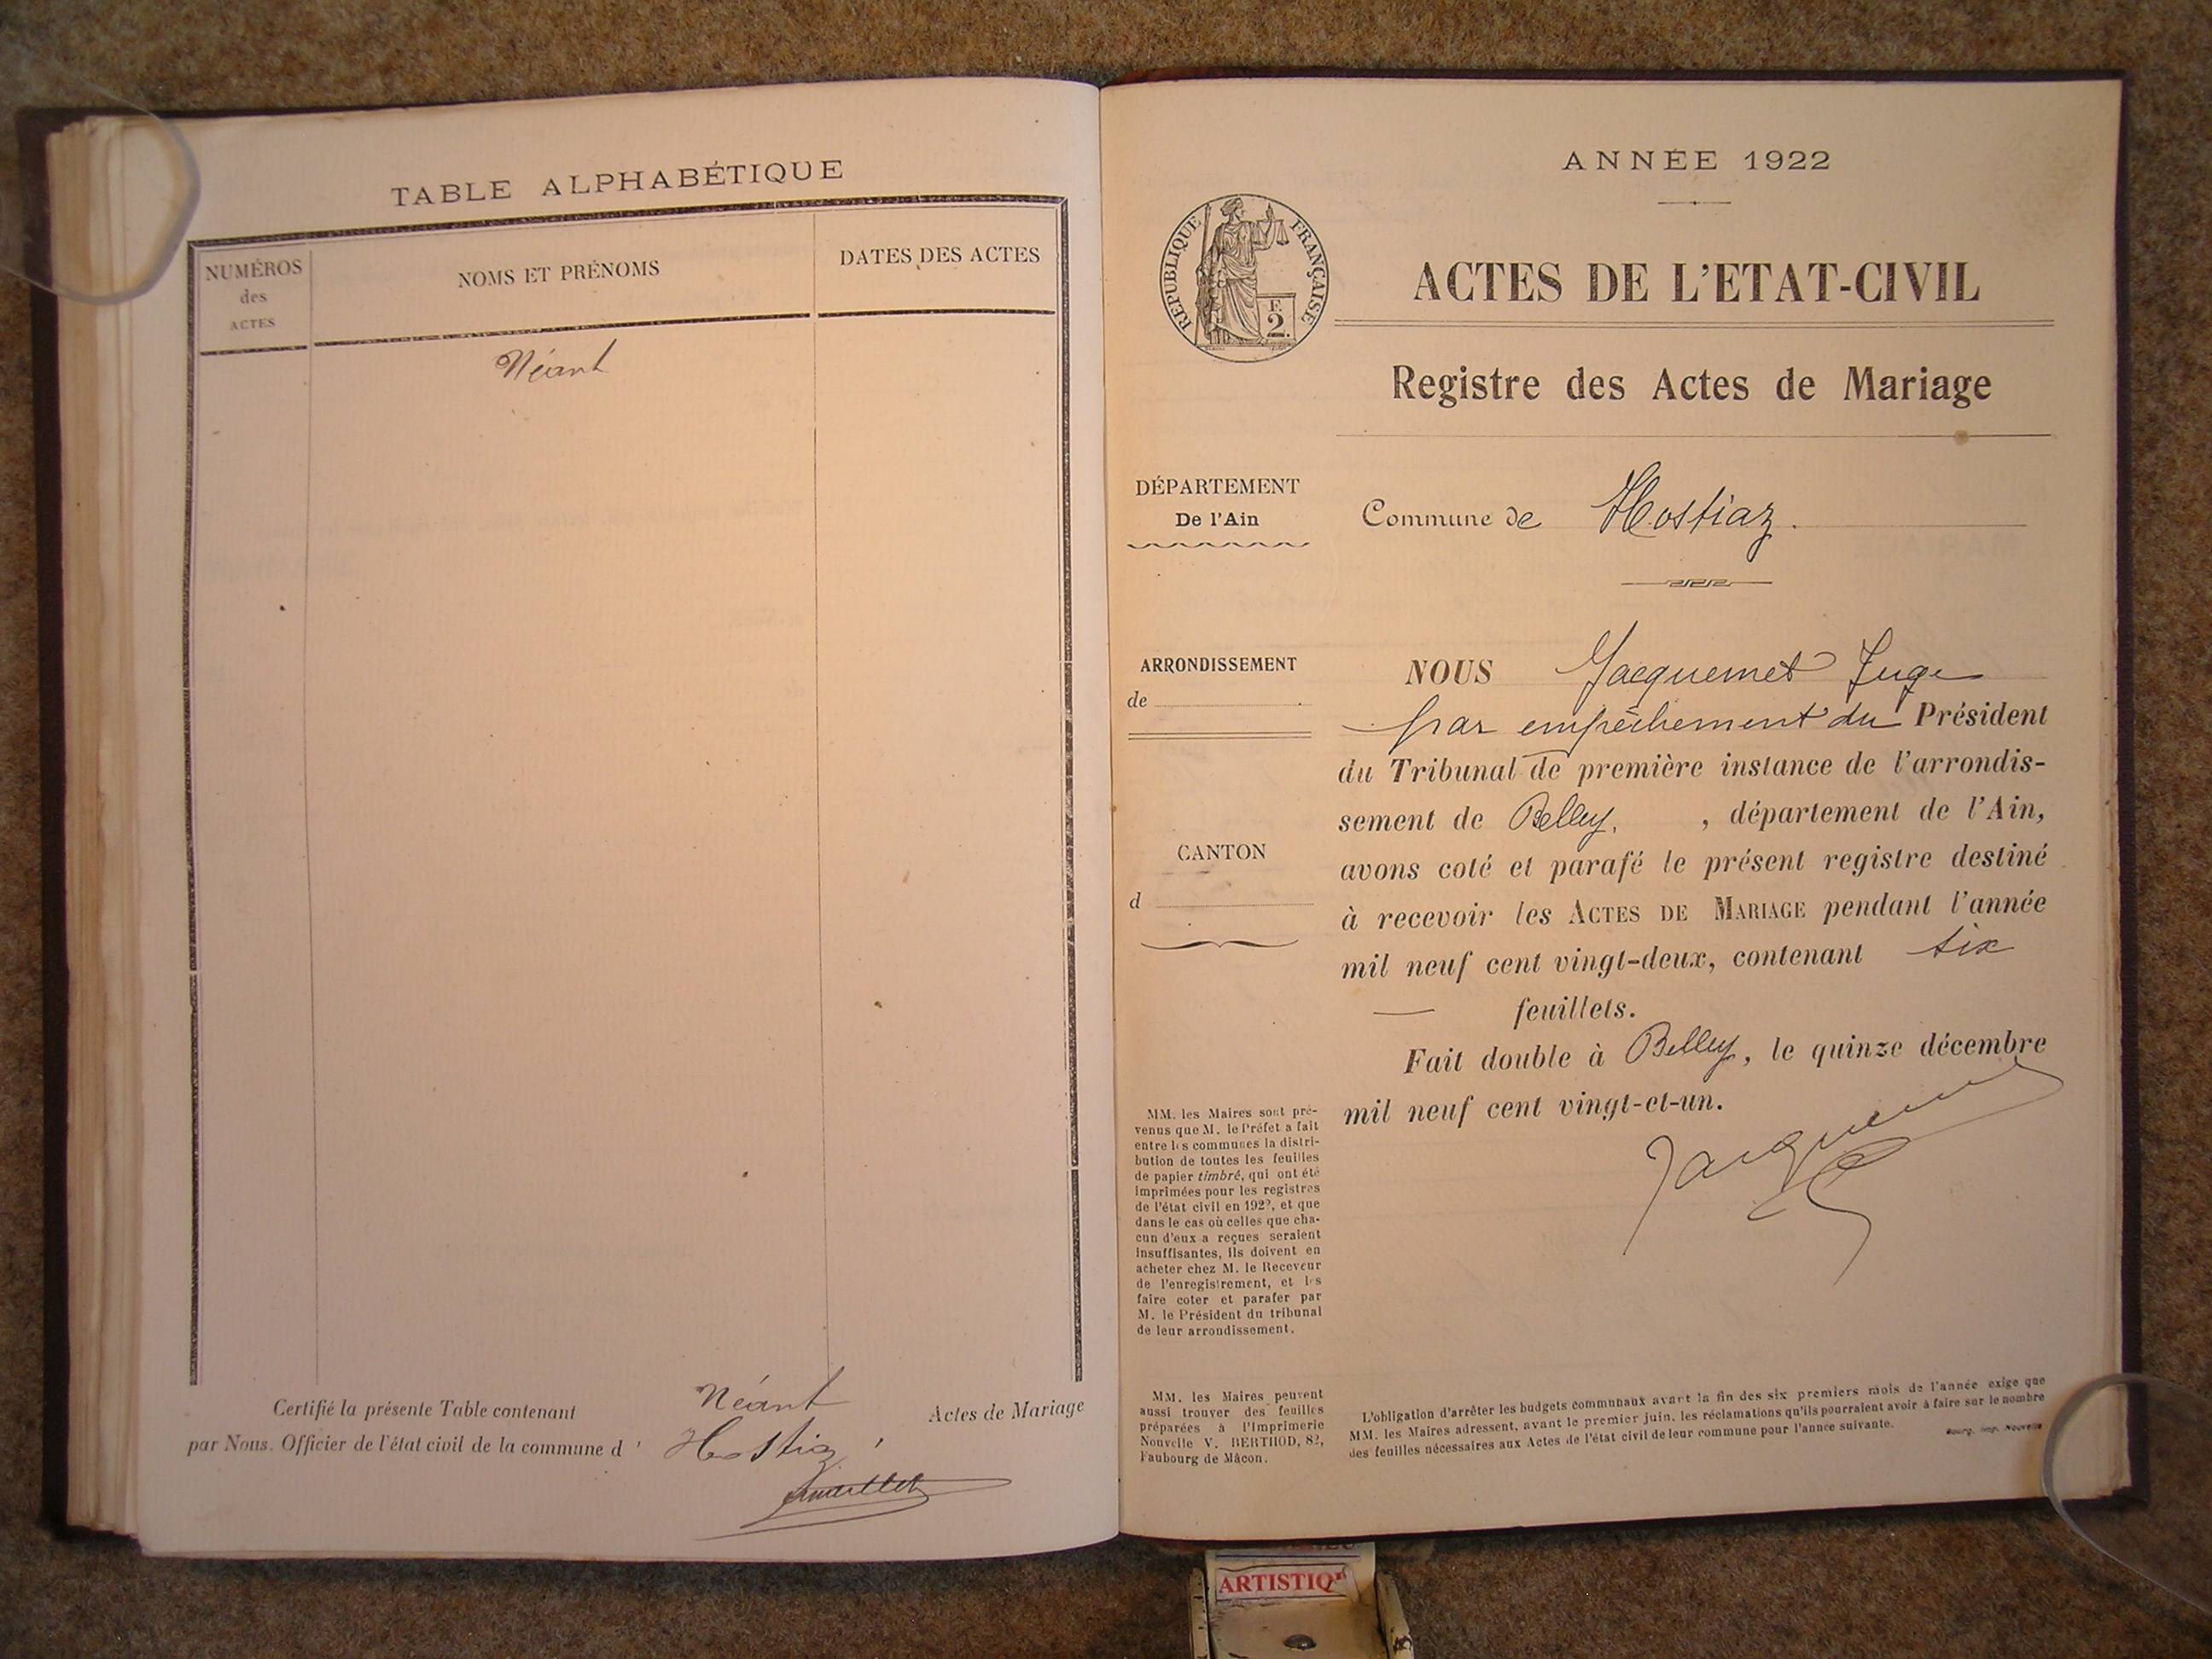 TABLE ALPHABÉTIQUE
NUMÉROS
des
ACTES
NOMS ET PRÉNOMS
DATES DES ACTES
Néant
Certifié la présente Table contenant Néant Actes de Mariage
par Nous, Officier de l'état civil de la commune d' Hostiaz,
ANNÉE 1922
RÉPUBLIQUE FRANÇAISE
F.
2.
ACTES DE L'ETAT-CIVIL
Registre des Actes de Mariage
DÉPARTEMENT
De l'Ain
Commune de Hostiaz.
ARRONDISSEMENT
de
CANTON
d
NOUS Jacquemet Juge
par empêchement du Président
du Tribunal de première instance de l'arrondis-
sement de Belley, , département de l'Ain,
avons coté et parafé le présent registre destiné
à recevoir les ACTES DE MARIAGE pendant l'année
mil neuf cent vingt-deux, contenant six
— feuillets.
Fait double à Belley, le quinze décembre
mil neuf cent vingt-et-un.
Jacquemet
MM. les Maires sont pré-
venus que M. le Préfet a fait
entre les communes la distri-
bution de toutes les feuilles
de papier timbré, qui ont été
imprimées pour les registres
de l'état civil en 1922, et que
dans le cas où celles que cha-
cun d'eux a reçues seraient
insuffisantes, ils doivent en
acheter chez M. le Receveur
de l'enregistrement, et les
faire coter et parafer par
M. le Président du tribunal
de leur arrondissement.
MM. les Maires peuvent
aussi trouver des feuilles
préparées à l'Imprimerie
Nouvelle V. BERTHOD, 82,
Faubourg de Mâcon.
L'obligation d'arrêter les budgets communaux avant la fin des six premiers mois de l'année exige que
MM. les Maires adressent, avant le premier juin, les réclamations qu'ils pourraient avoir à faire sur le nombre
des feuilles nécessaires aux Actes de l'état civil de leur commune pour l'année suivante.
Bourg, Imp. Nouvelle
ARTISTIQ